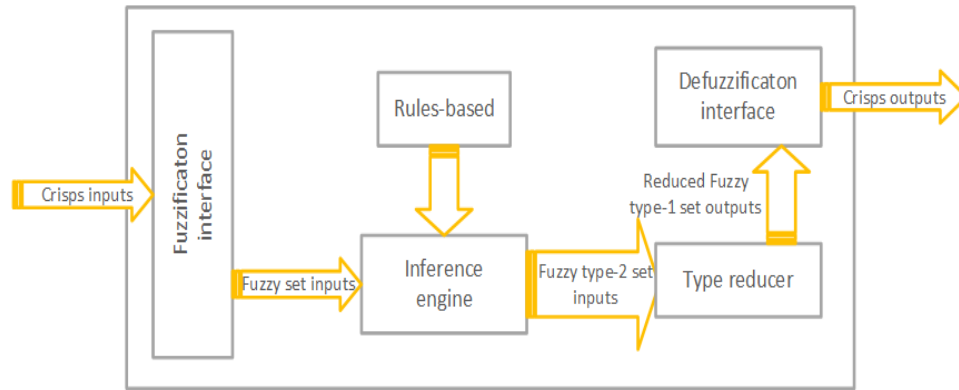 Crisps inputs
Fuzzificaton
interface
Fuzzy set inputs
Rules-based
Inference
engine
Fuzzy type-2 set
inputs
Type reducer
Reduced Fuzzy
type-1 set outputs
Defuzzificaton
interface
Crisps outputs